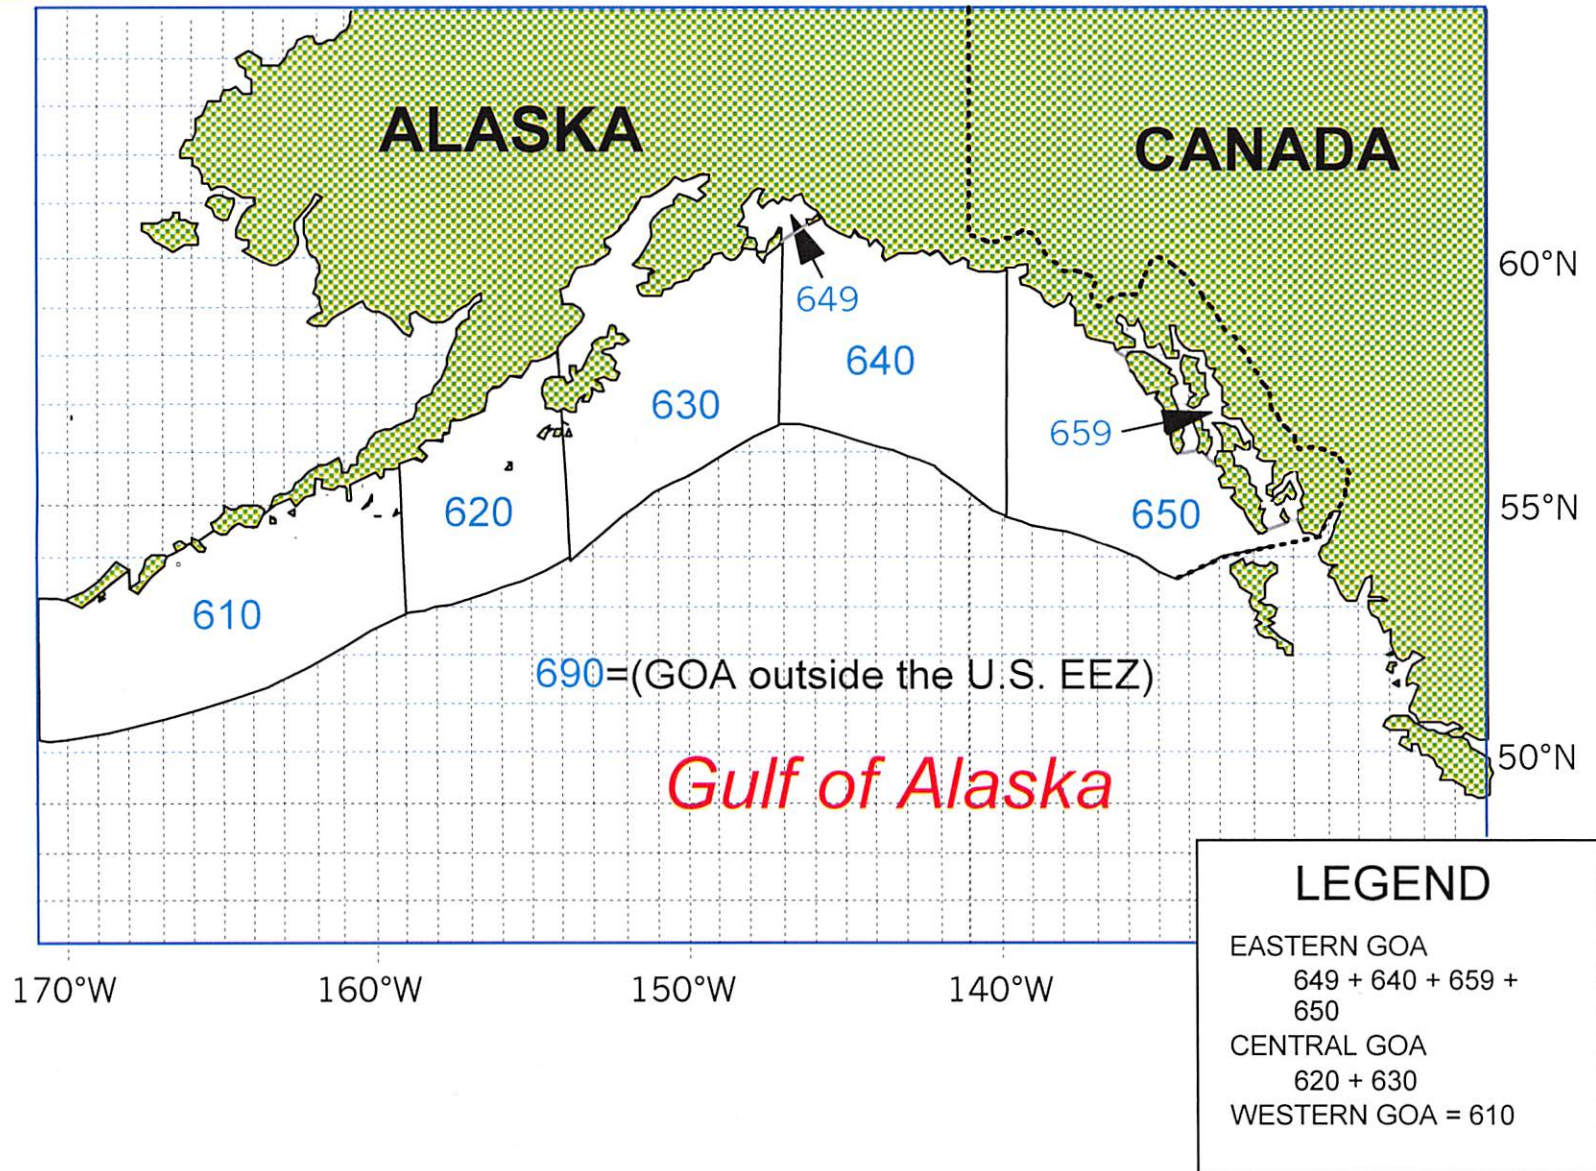 ALASKA
CANADA
60°N
649
640
630
659
55°N
620
650
610
690=(GOA outside the U.S. EEZ)
50°N
Gulf of Alaska
LEGEND
EASTERN GOA
649 + 640 + 659 +
650
CENTRAL GOA
620 + 630
WESTERN GOA = 610
170°W
160°W
150°W
140°W